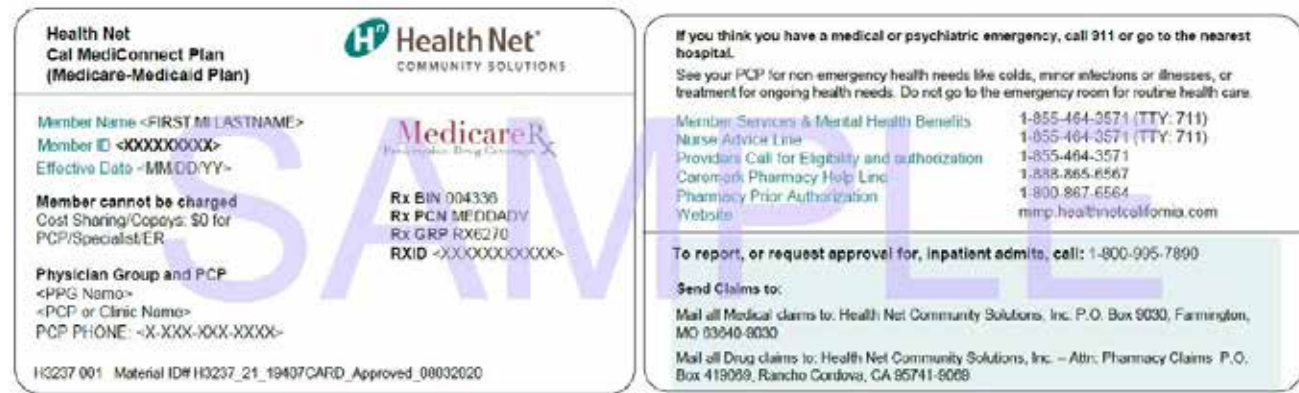 Health Net
Cal MediConnect Plan
(Medicare-Medicaid Plan)
Health Net
COMMUNITY SOLUTIONS
Member Name <FIRST MI LASTNAME>
Member ID <XXXXXXXXX>
Effective Date <MM/DD/YY>
MedicareRx
Prescription Drug Coverage
Member cannot be charged
Cost Sharing/Copays: $0 for
PCP/Specialist/ER
Rx BIN 004336
Rx PCN MEDDADV
Rx GRP RX6270
RXID <XXXXXXXXXXX>
Physician Group and PCP
<PPG Name>
<PCP or Clinic Name>
PCP PHONE: <X-XXX-XXX-XXXX>
H3237 001 Material ID# H3237_21_19407CARD_Approved_08032020
If you think you have a medical or psychiatric emergency, call 911 or go to the nearest
hospital.
See your PCP for non-emergency health needs like colds, minor infections or illnesses, or
treatment for ongoing health needs. Do not go to the emergency room for routine health care.
Member Services & Mental Health Benefits 1-855-464-3571 (TTY: 711)
Nurse Advice Line 1-855-464-3571 (TTY: 711)
Providers Call for Eligibility and authorization 1-855-464-3571
Caremark Pharmacy Help Line 1-888-865-6567
Pharmacy Prior Authorization 1-800-867-6564
Website mmp.healthnetcalifornia.com
To report, or request approval for, inpatient admits, call: 1-800-995-7890
Send Claims to:
Mail all Medical claims to: Health Net Community Solutions, Inc. P.O. Box 9030, Farmington,
MO 63640-9030
Mail all Drug claims to: Health Net Community Solutions, Inc. – Attn: Pharmacy Claims P.O.
Box 419069, Rancho Cordova, CA 95741-9069
SAMPLE